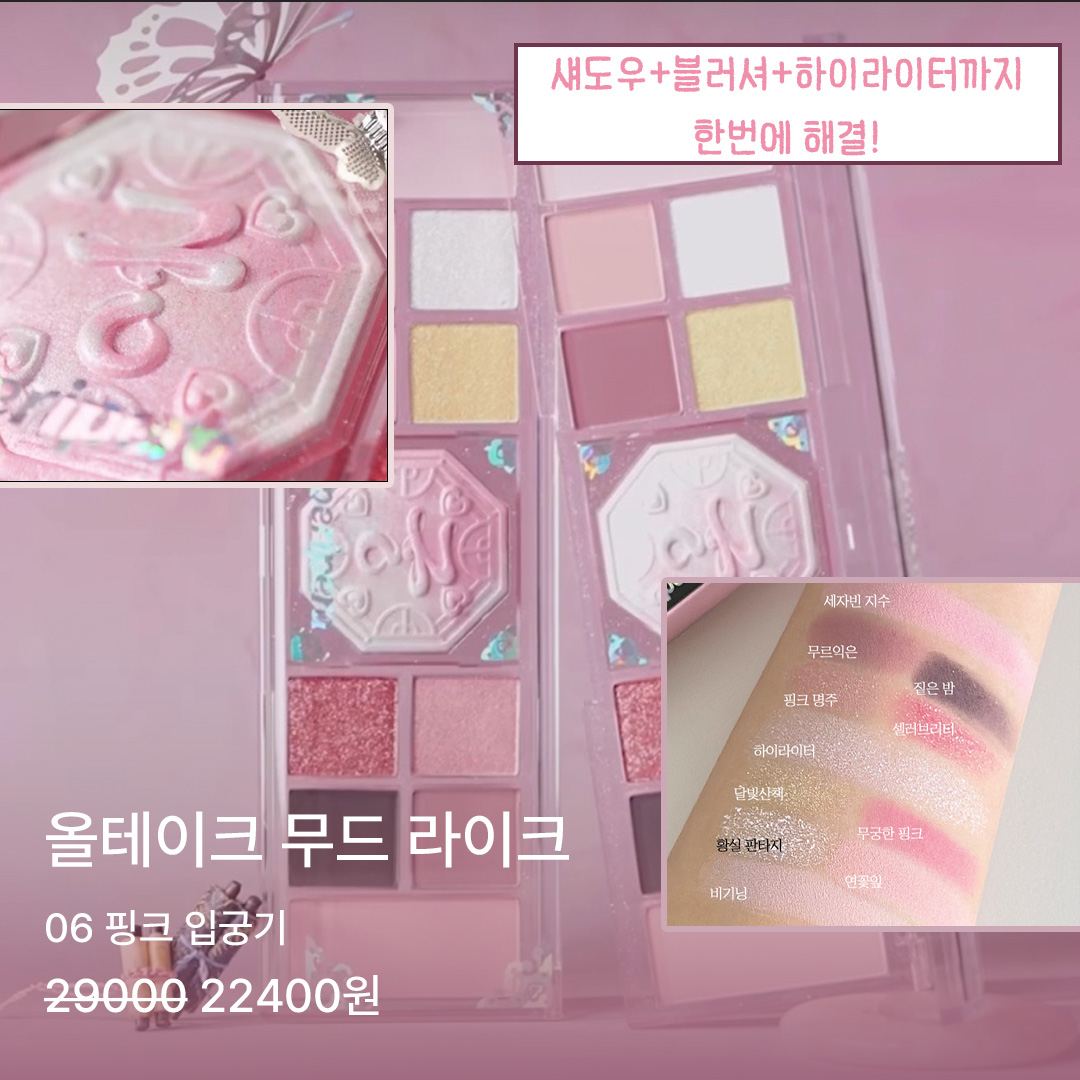 섀도우+블러셔+하이라이터까지
한번에 해결!
세자빈 지수
무르익은
짙은 밤
핑크 명주
셀러브리티
하이라이터
달빛산책
무궁한 핑크
황실 판타지
연꽃잎
비기닝
올테이크 무드 라이크
06 핑크 입궁기
29000 22400원